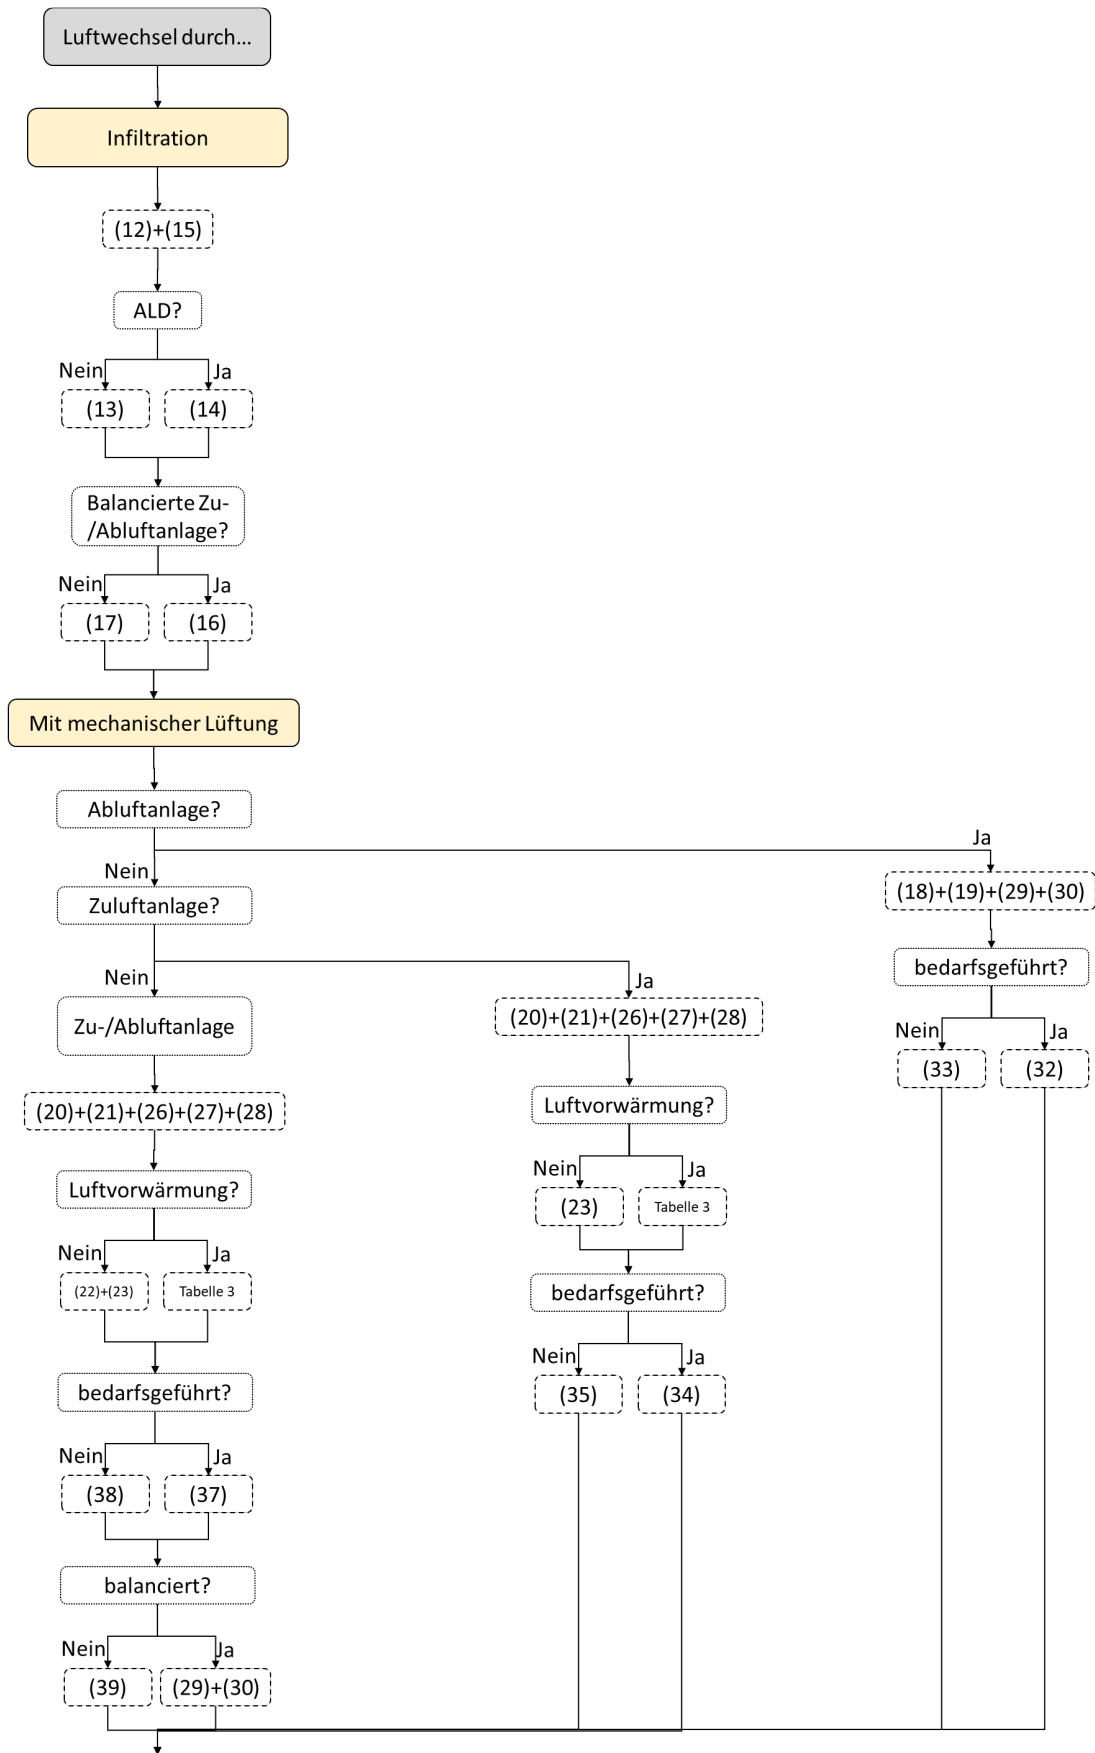 Luftwechsel durch...
Infiltration
(12)+(15)
ALD?
Nein
Ja
(13)
(14)
Balancierte Zu-
/Abluftanlage?
Nein
Ja
(17)
(16)
Mit mechanischer Lüftung
Abluftanlage?
Ja
Nein
(18)+(19)+(29)+(30)
Zuluftanlage?
bedarfsgeführt?
Nein
Ja
Nein
Ja
(33)
(32)
Zu-/Abluftanlage
(20)+(21)+(26)+(27)+(28)
Luftvorwärmung?
Nein
Ja
(23)
Tabelle 3
bedarfsgeführt?
Nein
Ja
(35)
(34)
(20)+(21)+(26)+(27)+(28)
Luftvorwärmung?
Nein
Ja
(22)+(23)
Tabelle 3
bedarfsgeführt?
Nein
Ja
(38)
(37)
balanciert?
Nein
Ja
(39)
(29)+(30)